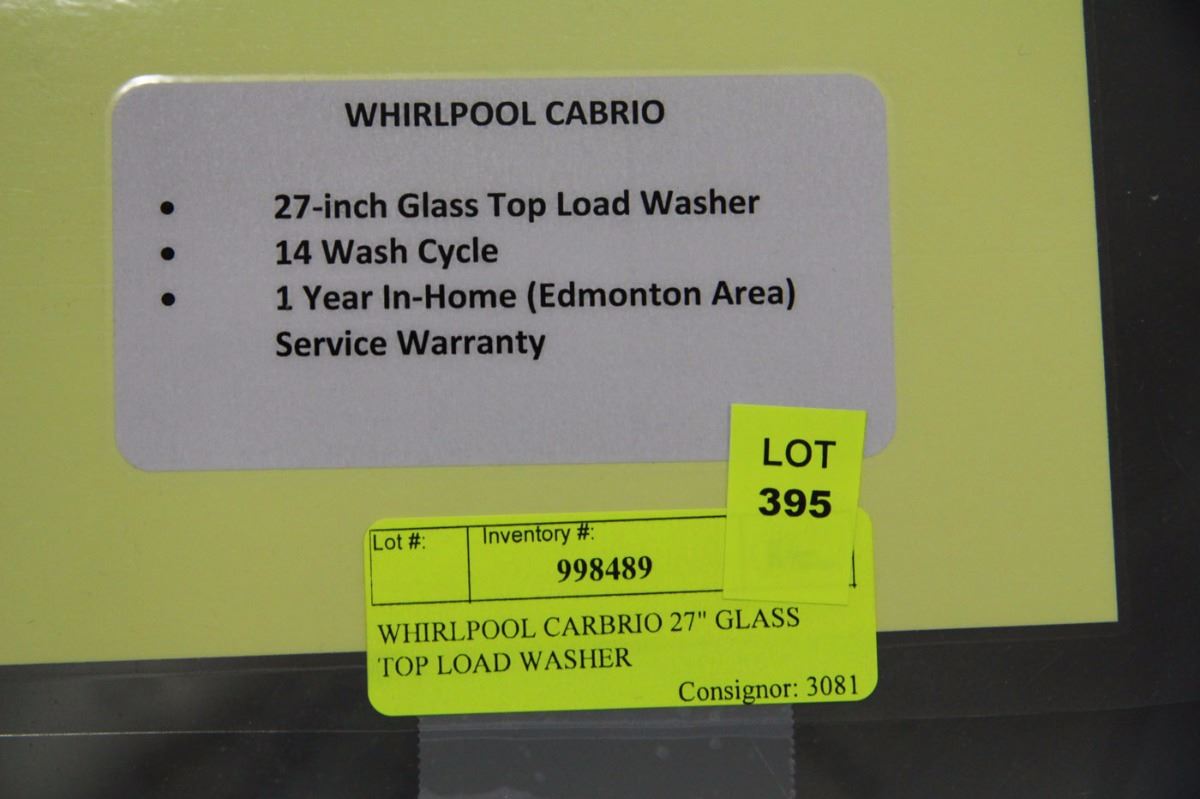 WHIRLPOOL CABRIO
• 27-inch Glass Top Load Washer
• 14 Wash Cycle
• 1 Year In-Home (Edmonton Area)
Service Warranty
LOT
395
Lot #:
Inventory #:
998489
WHIRLPOOL CARBRIO 27" GLASS
TOP LOAD WASHER
Consignor: 3081